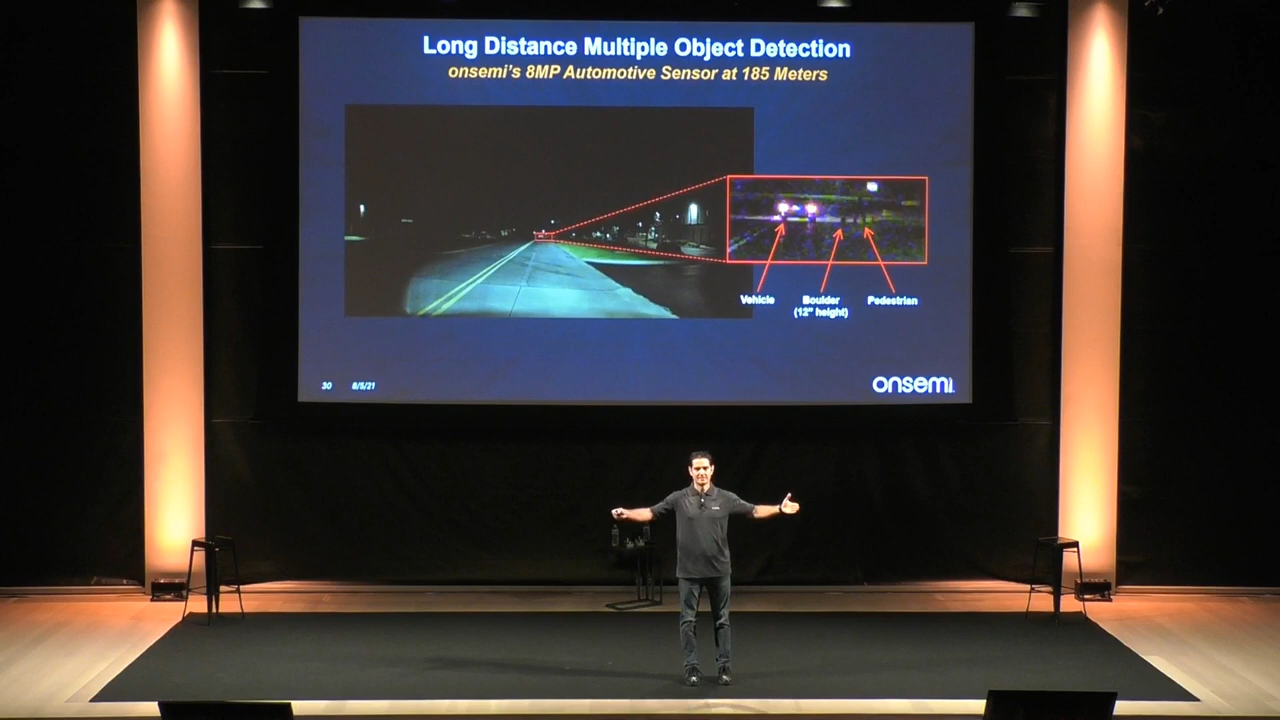 Long Distance Multiple Object Detection
onsemi's 8MP Automotive Sensor at 185 Meters
Vehicle
Boulder
(12" height)
Pedestrian
30
8/5/21
onsemi